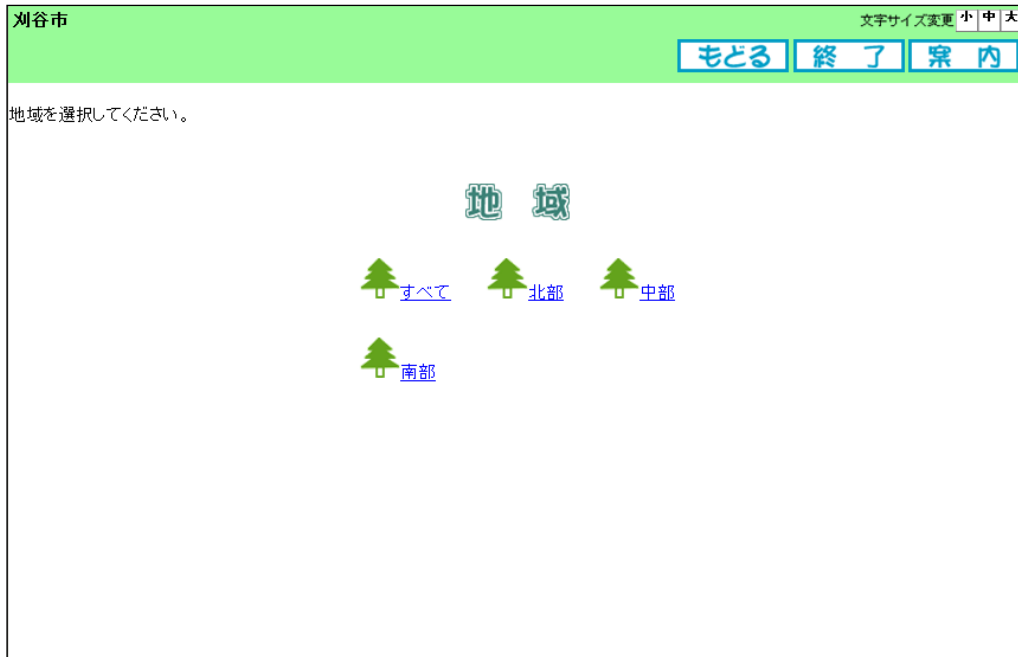 刈谷市 文字サイズ変更 小 中 大
もどる 終 了 案 内
地域を選択してください。
地 域
すべて 北部 中部
南部